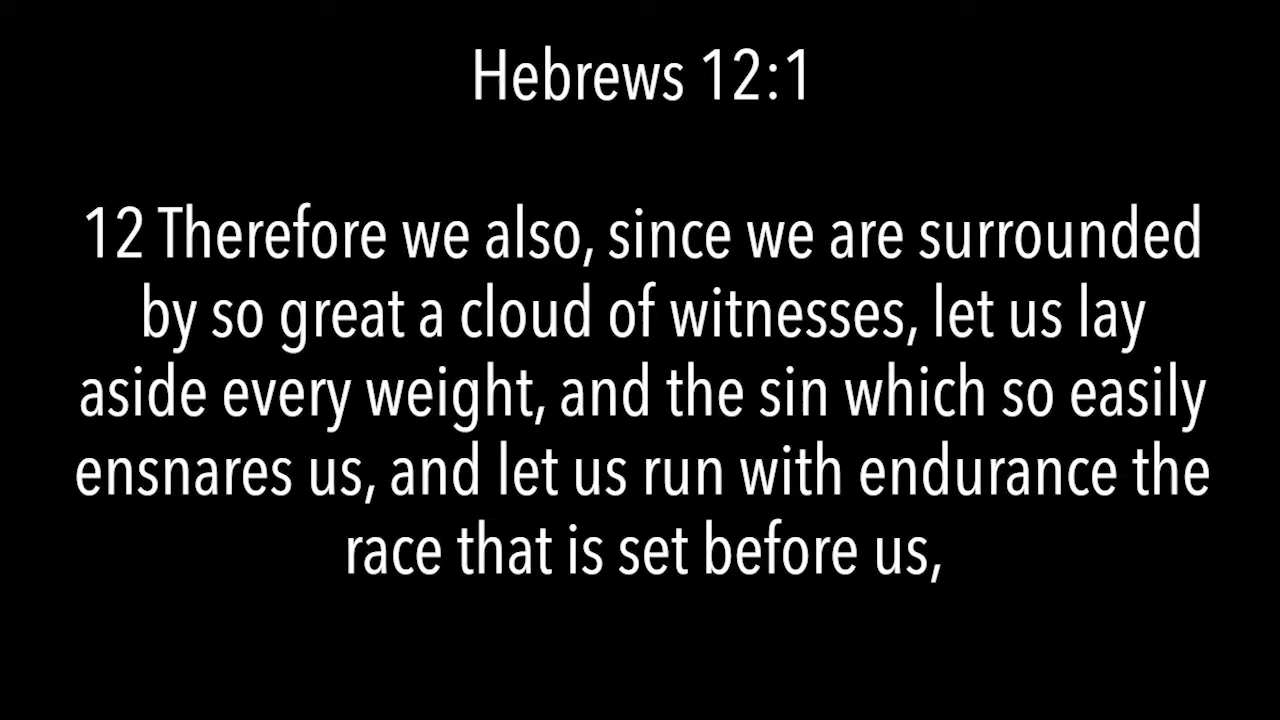 Hebrews 12:1
12 Therefore we also, since we are surrounded
by so great a cloud of witnesses, let us lay
aside every weight, and the sin which so easily
ensnares us, and let us run with endurance the
race that is set before us,